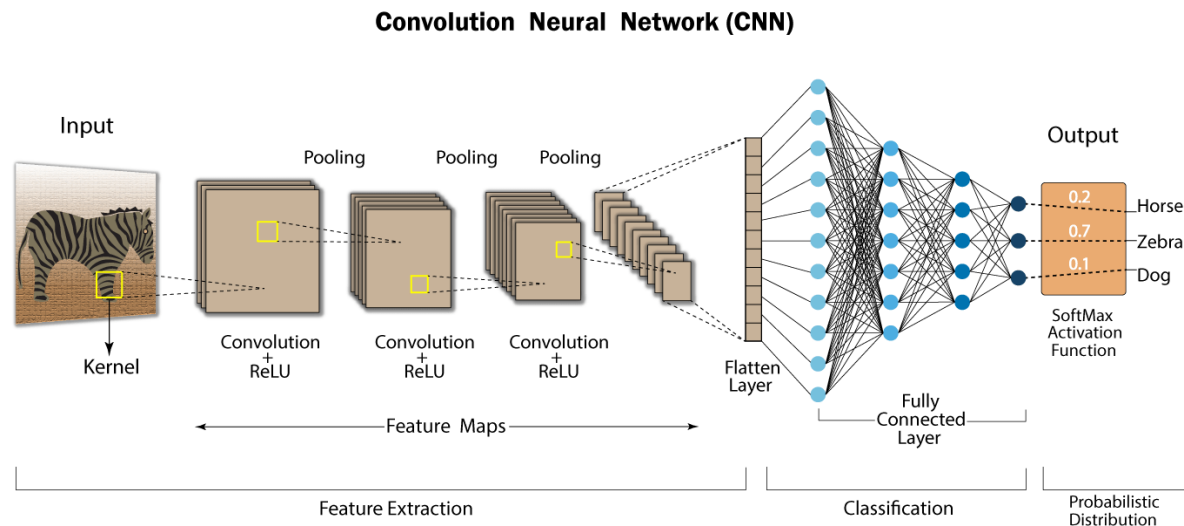 Convolution Neural Network (CNN)
Input
Output
Pooling
Pooling
Pooling
0.2
Horse
0.7
Zebra
0.1
Dog
SoftMax
Activation
Function
Kernel
Convolution
+
ReLU
Convolution
+
ReLU
Convolution
+
ReLU
Flatten
Layer
Fully
Connected
Layer
Feature Maps
Feature Extraction
Classification
Probabilistic
Distribution